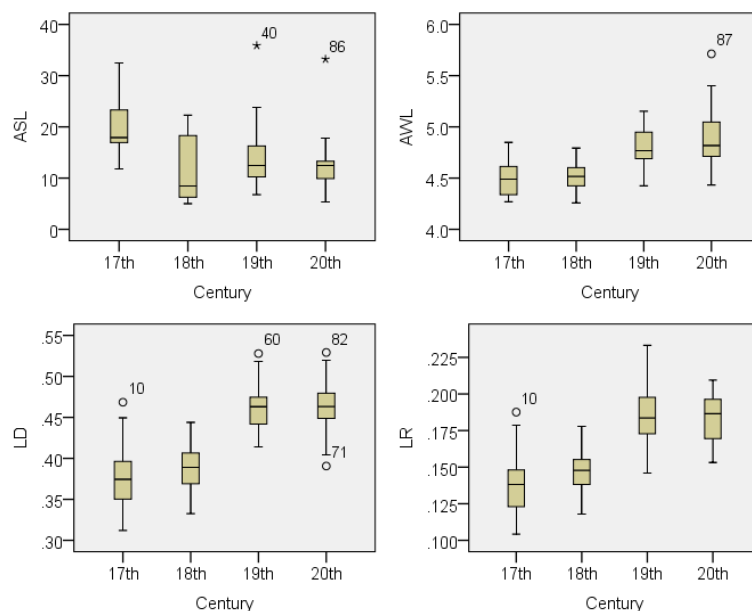 40
30
20
10
0
ASL
40
86
17th 18th 19th 20th
Century
6.0
5.5
5.0
4.5
4.0
AWL
87
17th 18th 19th 20th
Century
.55
.50
.45
.40
.35
.30
LD
10
60
82
71
17th 18th 19th 20th
Century
.225
.200
.175
.150
.125
.100
LR
10
17th 18th 19th 20th
Century